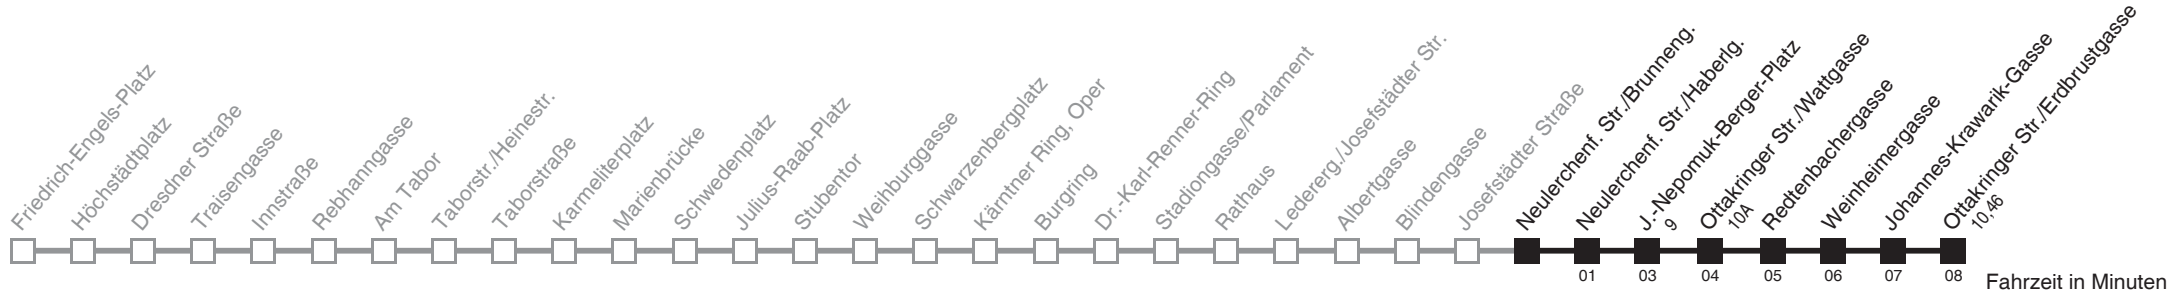 Friedrich-Engels-Platz
Höchstädtplatz
Dresdner Straße
Traisengasse
Innstraße
Rebhanngasse
Am Tabor
Taborstr./Heinestr.
Taborstraße
Karmeliterplatz
Marienbrücke
Schwedenplatz
Julius-Raab-Platz
Stubentor
Weihburggasse
Schwarzenbergplatz
Kärntner Ring, Oper
Burgring
Dr.-Karl-Renner-Ring
Stadiongasse/Parlament
Rathaus
Ledererg./Josefstädter Str.
Albertgasse
Blindengasse
Josefstädter Straße
Neulerchenf. Str./Brunneng.
Neulerchenf. Str./Haberlg.
J.-Nepomuk-Berger-Platz
9
Ottakringer Str./Wattgasse
10A
Redtenbachergasse
Weinheimergasse
Johannes-Krawarik-Gasse
Ottakringer Str./Erdbrustgasse
10,46
01 03 04 05 06 07 08
Fahrzeit in Minuten